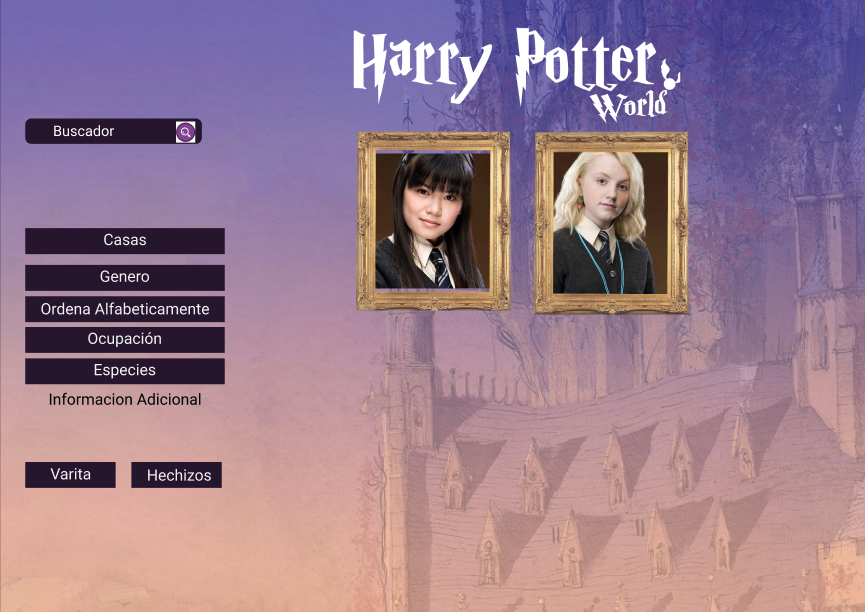 Harry Potter
World
Buscador
Casas
Genero
Ordena Alfabeticamente
Ocupación
Especies
Informacion Adicional
Varita
Hechizos